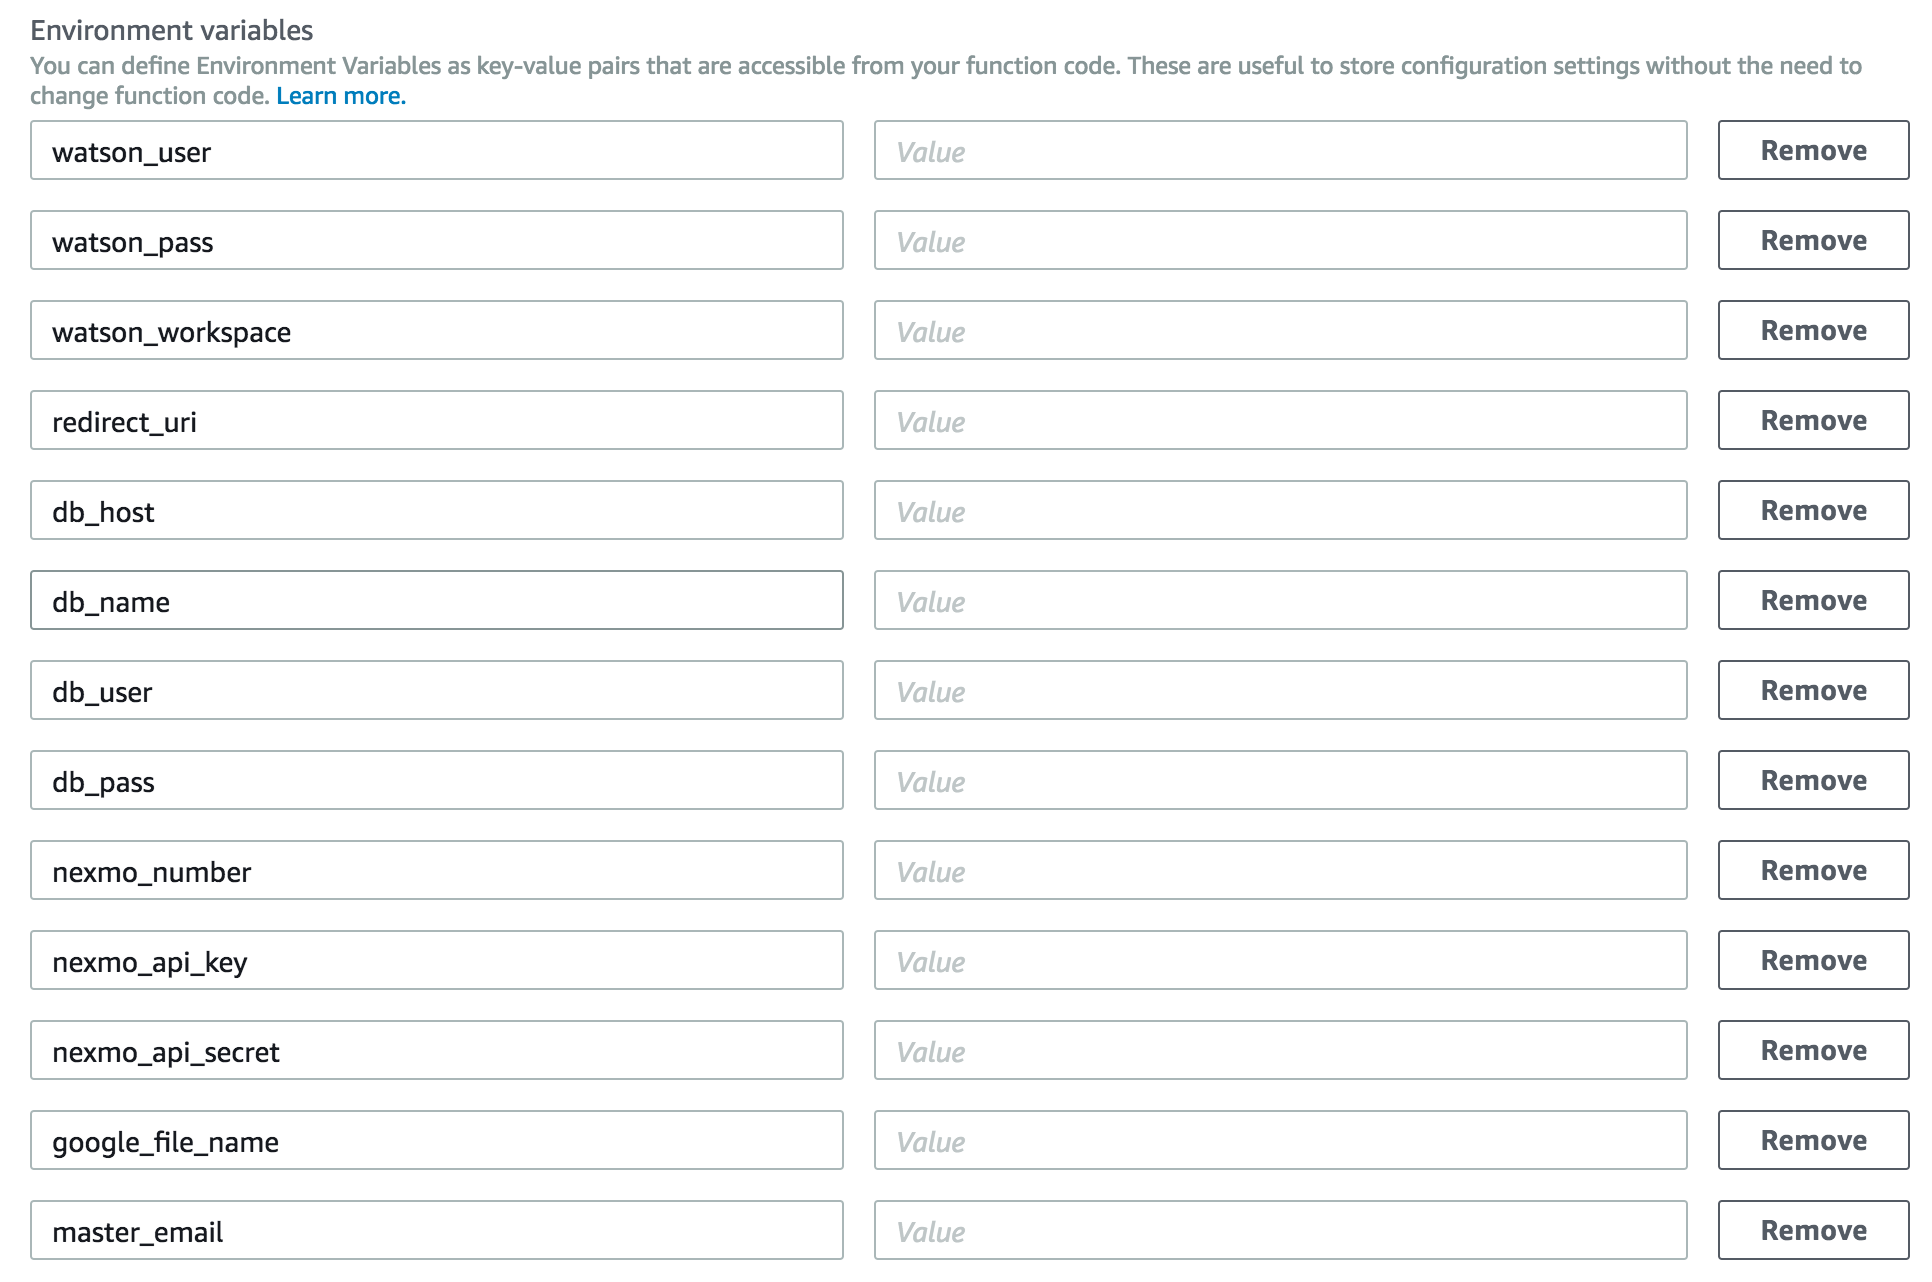 Environment variables
You can define Environment Variables as key-value pairs that are accessible from your function code. These are useful to store configuration settings without the need to
change function code. Learn more.
watson_user Value Remove
watson_pass Value Remove
watson_workspace Value Remove
redirect_uri Value Remove
db_host Value Remove
db_name Value Remove
db_user Value Remove
db_pass Value Remove
nexmo_number Value Remove
nexmo_api_key Value Remove
nexmo_api_secret Value Remove
google_file_name Value Remove
master_email Value Remove